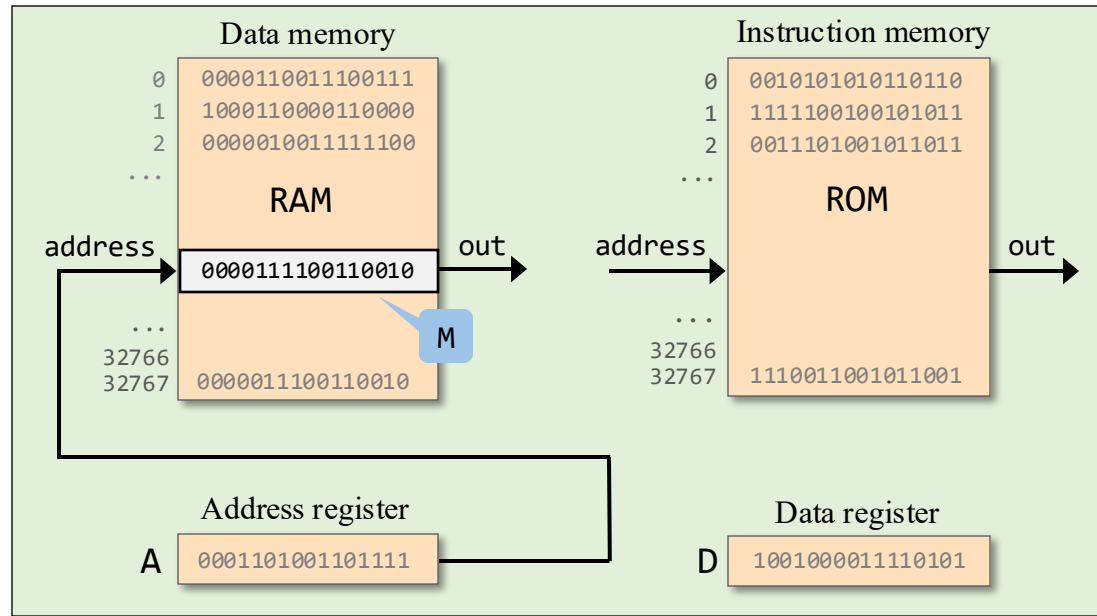 Data memory
0 0000110011100111
1 1000110000110000
2 0000010011111100
...
RAM
address
0000111100110010
out
M
...
32766
32767 0000011100110010
Instruction memory
0 0010101010110110
1 1111100100101011
2 0011101001011011
...
ROM
address
out
...
32766
32767 1110011001011001
Address register
A 0001101001101111
Data register
D 1001000011110101